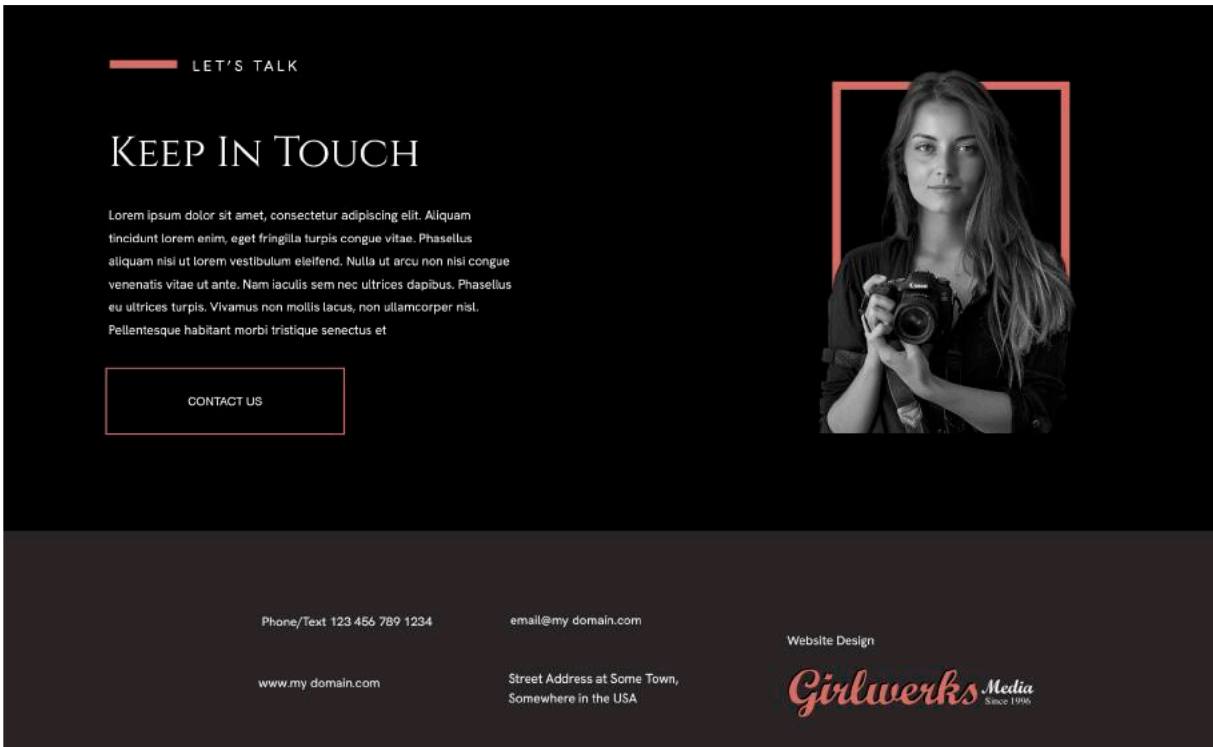 LET'S TALK
KEEP IN TOUCH
Lorem ipsum dolor sit amet, consectetur adipiscing elit. Aliquam
tincidunt lorem enim, eget fringilla turpis congue vitae. Phasellus
aliquam nisi ut lorem vestibulum eleifend. Nulla ut arcu non nisi congue
venenatis vitae ut ante. Nam iaculis sem nec ultrices dapibus. Phasellus
eu ultrices turpis. Vivamus non mollis lacus, non ullamcorper nisl.
Pellentesque habitant morbi tristique senectus et
CONTACT US
Canon
Phone/Text 123 456 789 1234
email@my domain.com
www.my domain.com
Street Address at Some Town,
Somewhere in the USA
Website Design
Girlwerks Media
Since 1996